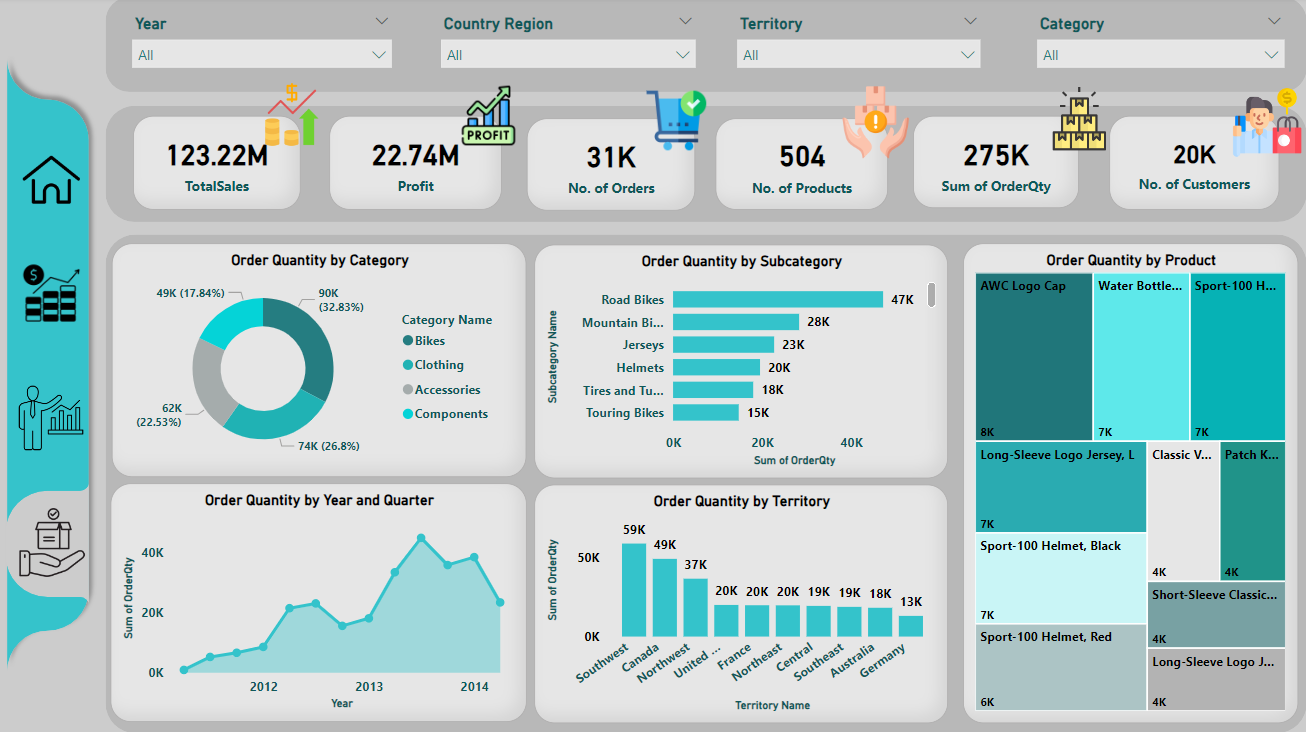 Year
Country Region
Territory
Category
All
All
All
All
PROFIT
123.22M
TotalSales
22.74M
Profit
31K
No. of Orders
504
No. of Products
275K
Sum of OrderQty
20K
No. of Customers
Order Quantity by Category
49K (17.84%)
90K
(32.83%)
62K
(22.53%)
74K (26.8%)
Category Name
Bikes
Clothing
Accessories
Components
Order Quantity by Subcategory
Subcategory Name
Road Bikes
47K
Mountain Bi...
28K
Jerseys
23K
Helmets
20K
Tires and Tu...
18K
Touring Bikes
15K
0K
20K
40K
Sum of OrderQty
Order Quantity by Product
AWC Logo Cap
8K
Water Bottle...
7K
Sport-100 H...
7K
Long-Sleeve Logo Jersey, L
7K
Classic V...
4K
Patch K...
4K
Sport-100 Helmet, Black
7K
Short-Sleeve Classic...
4K
Sport-100 Helmet, Red
6K
Long-Sleeve Logo J...
4K
Order Quantity by Year and Quarter
Sum of OrderQty
40K
20K
0K
2012
2013
2014
Year
Order Quantity by Territory
Sum of OrderQty
50K
0K
59K
49K
37K
20K
20K
20K
19K
19K
18K
13K
Southwest
Canada
Northwest
United ...
France
Northeast
Central
Southeast
Australia
Germany
Territory Name